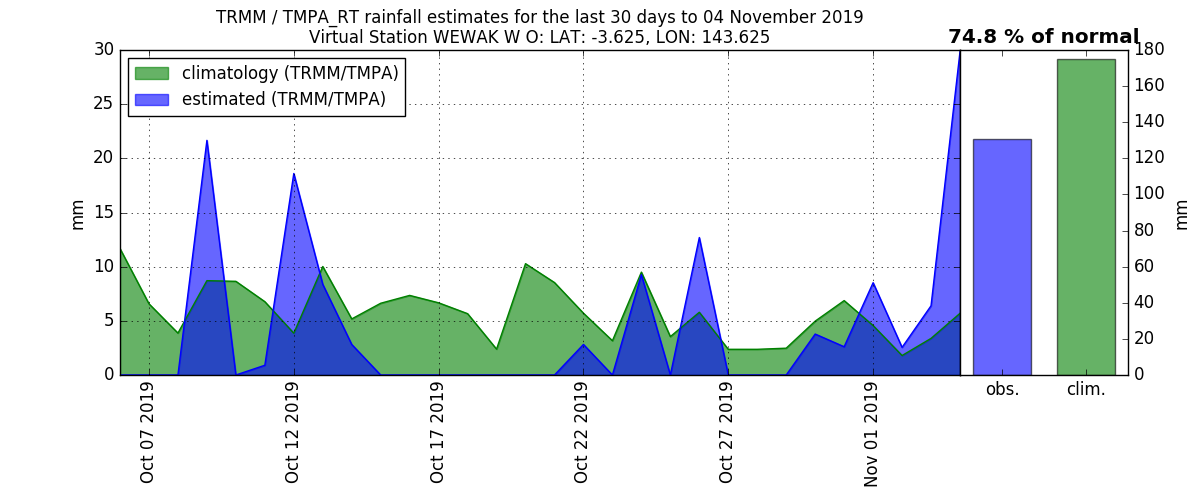 TRMM / TMPA_RT rainfall estimates for the last 30 days to 04 November 2019
Virtual Station WEWAK W O: LAT: -3.625, LON: 143.625
74.8 % of normal
climatology (TRMM/TMPA)
estimated (TRMM/TMPA)
30
25
20
15
10
5
0
mm
180
160
140
120
100
80
60
40
20
0
mm
obs.
clim.
Oct 07 2019
Oct 12 2019
Oct 17 2019
Oct 22 2019
Oct 27 2019
Nov 01 2019